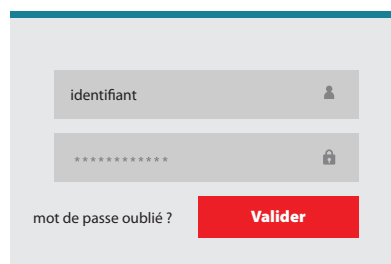 identifiant
************
mot de passe oublié ?
Valider